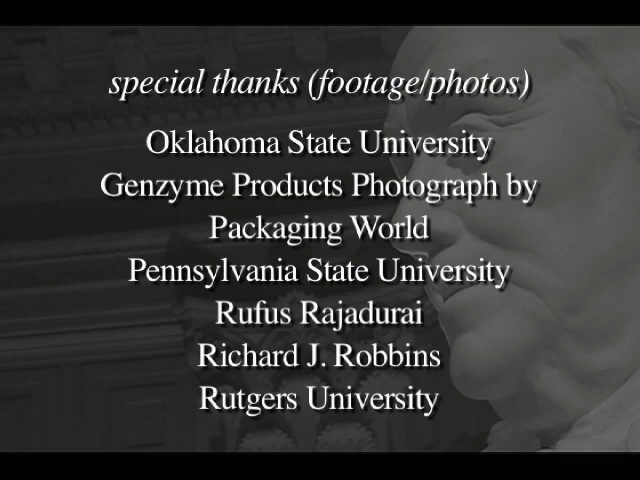 special thanks (footage/photos)
Oklahoma State University
Genzyme Products Photograph by
Packaging World
Pennsylvania State University
Rufus Rajadurai
Richard J. Robbins
Rutgers University